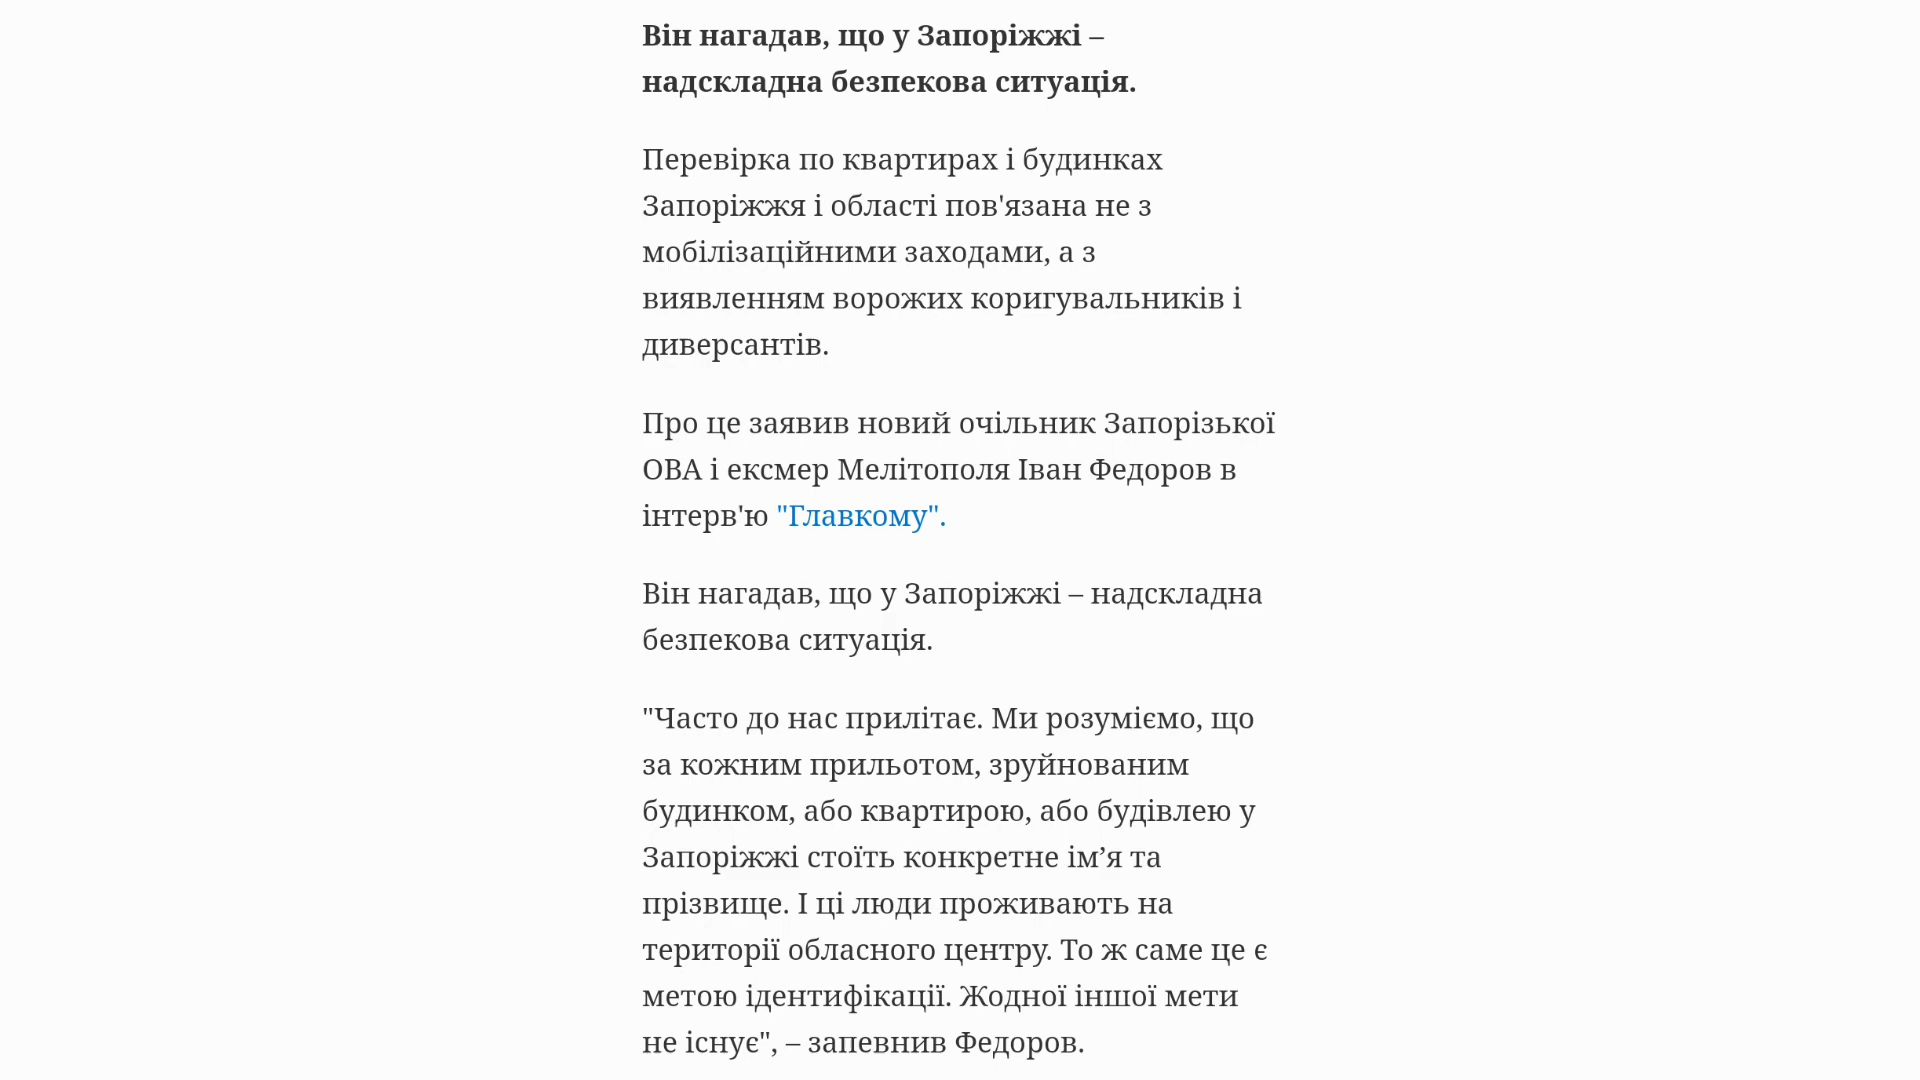 Він нагадав, що у Запоріжжі –
надскладна безпекова ситуація.
Перевірка по квартирах і будинках
Запоріжжя і області пов'язана не з
мобілізаційними заходами, а з
виявленням ворожих коригувальників і
диверсантів.
Про це заявив новий очільник Запорізької
ОВА і ексмер Мелітополя Іван Федоров в
інтерв'ю "Главкому".
Він нагадав, що у Запоріжжі – надскладна
безпекова ситуація.
"Часто до нас прилітає. Ми розуміємо, що
за кожним прильотом, зруйнованим
будинком, або квартирою, або будівлею у
Запоріжжі стоїть конкретне ім’я та
прізвище. І ці люди проживають на
території обласного центру. То ж саме це є
метою ідентифікації. Жодної іншої мети
не існує", – запевнив Федоров.